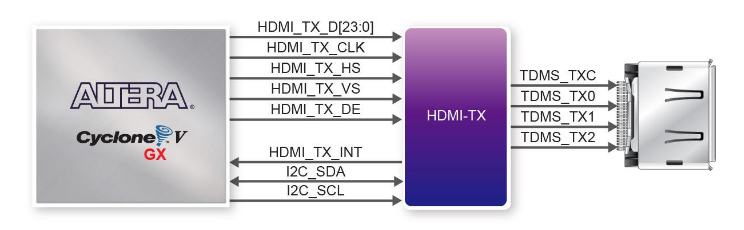 HDMI_TX_D[23:0]
HDMI_TX_CLK
HDMI_TX_HS
HDMI_TX_VS
HDMI_TX_DE
HDMI_TX_INT
I2C_SDA
I2C_SCL
ALTERA®
Cyclone V
GX
HDMI-TX
TDMS_TXC
TDMS_TX0
TDMS_TX1
TDMS_TX2